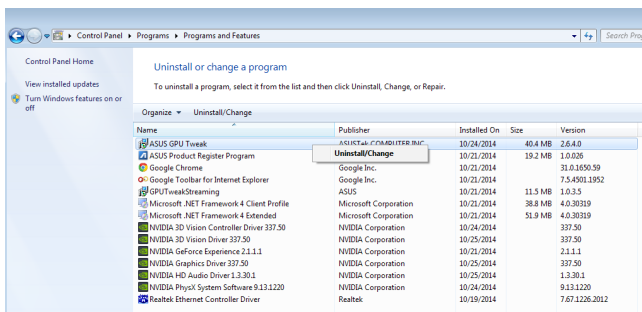 Control Panel ▸ Programs ▸ Programs and Features
Search Pro
Control Panel Home
View installed updates
Turn Windows features on or off
Uninstall or change a program
To uninstall a program, select it from the list and then click Uninstall, Change, or Repair.
Organize Uninstall/Change
Name Publisher Installed On Size Version
ASUS GPU Tweak ASUSTek COMPUTER INC. 10/24/2014 40.4 MB 2.6.4.0
Uninstall/Change
ASUS Product Register Program 10/21/2014 19.2 MB 1.0.026
Google Chrome Google Inc. 10/21/2014 31.0.1650.59
Google Toolbar for Internet Explorer Google Inc. 10/21/2014 7.5.4501.1952
GPUTweakStreaming ASUS 10/21/2014 11.5 MB 1.0.3.5
Microsoft .NET Framework 4 Client Profile Microsoft Corporation 10/21/2014 38.8 MB 4.0.30319
Microsoft .NET Framework 4 Extended Microsoft Corporation 10/21/2014 51.9 MB 4.0.30319
NVIDIA 3D Vision Controller Driver 337.50 NVIDIA Corporation 10/24/2014 337.50
NVIDIA 3D Vision Driver 337.50 NVIDIA Corporation 10/25/2014 337.50
NVIDIA GeForce Experience 2.1.1.1 NVIDIA Corporation 10/21/2014 2.1.1.1
NVIDIA Graphics Driver 337.50 NVIDIA Corporation 10/25/2014 337.50
NVIDIA HD Audio Driver 1.3.30.1 NVIDIA Corporation 10/25/2014 1.3.30.1
NVIDIA PhysX System Software 9.13.1220 NVIDIA Corporation 10/24/2014 9.13.1220
Realtek Ethernet Controller Driver Realtek 10/19/2014 7.67.1226.2012